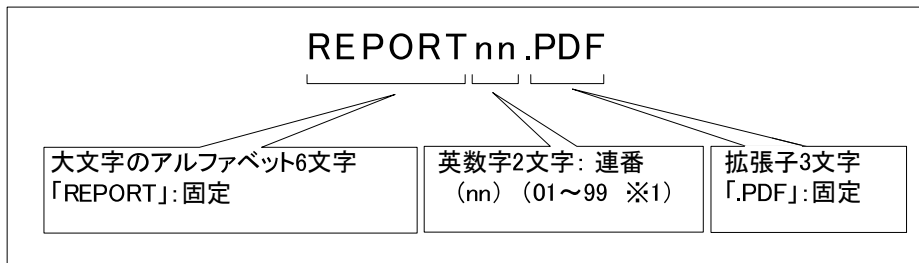 REPORTnn.PDF
大文字のアルファベット6文字
「REPORT」:固定
英数字2文字: 連番
(nn) (01～99 ※1)
拡張子3文字
「.PDF」:固定